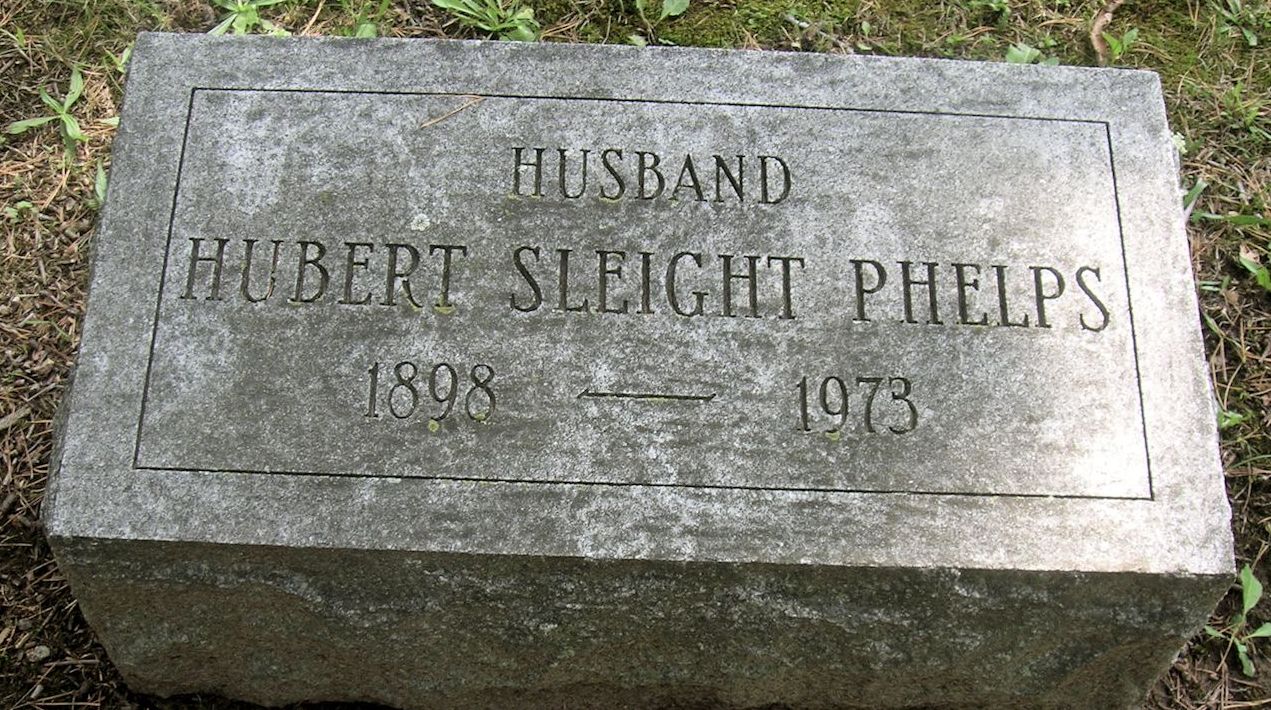 HUSBAND
HUBERT SLEIGHT PHELPS
1898 — 1973